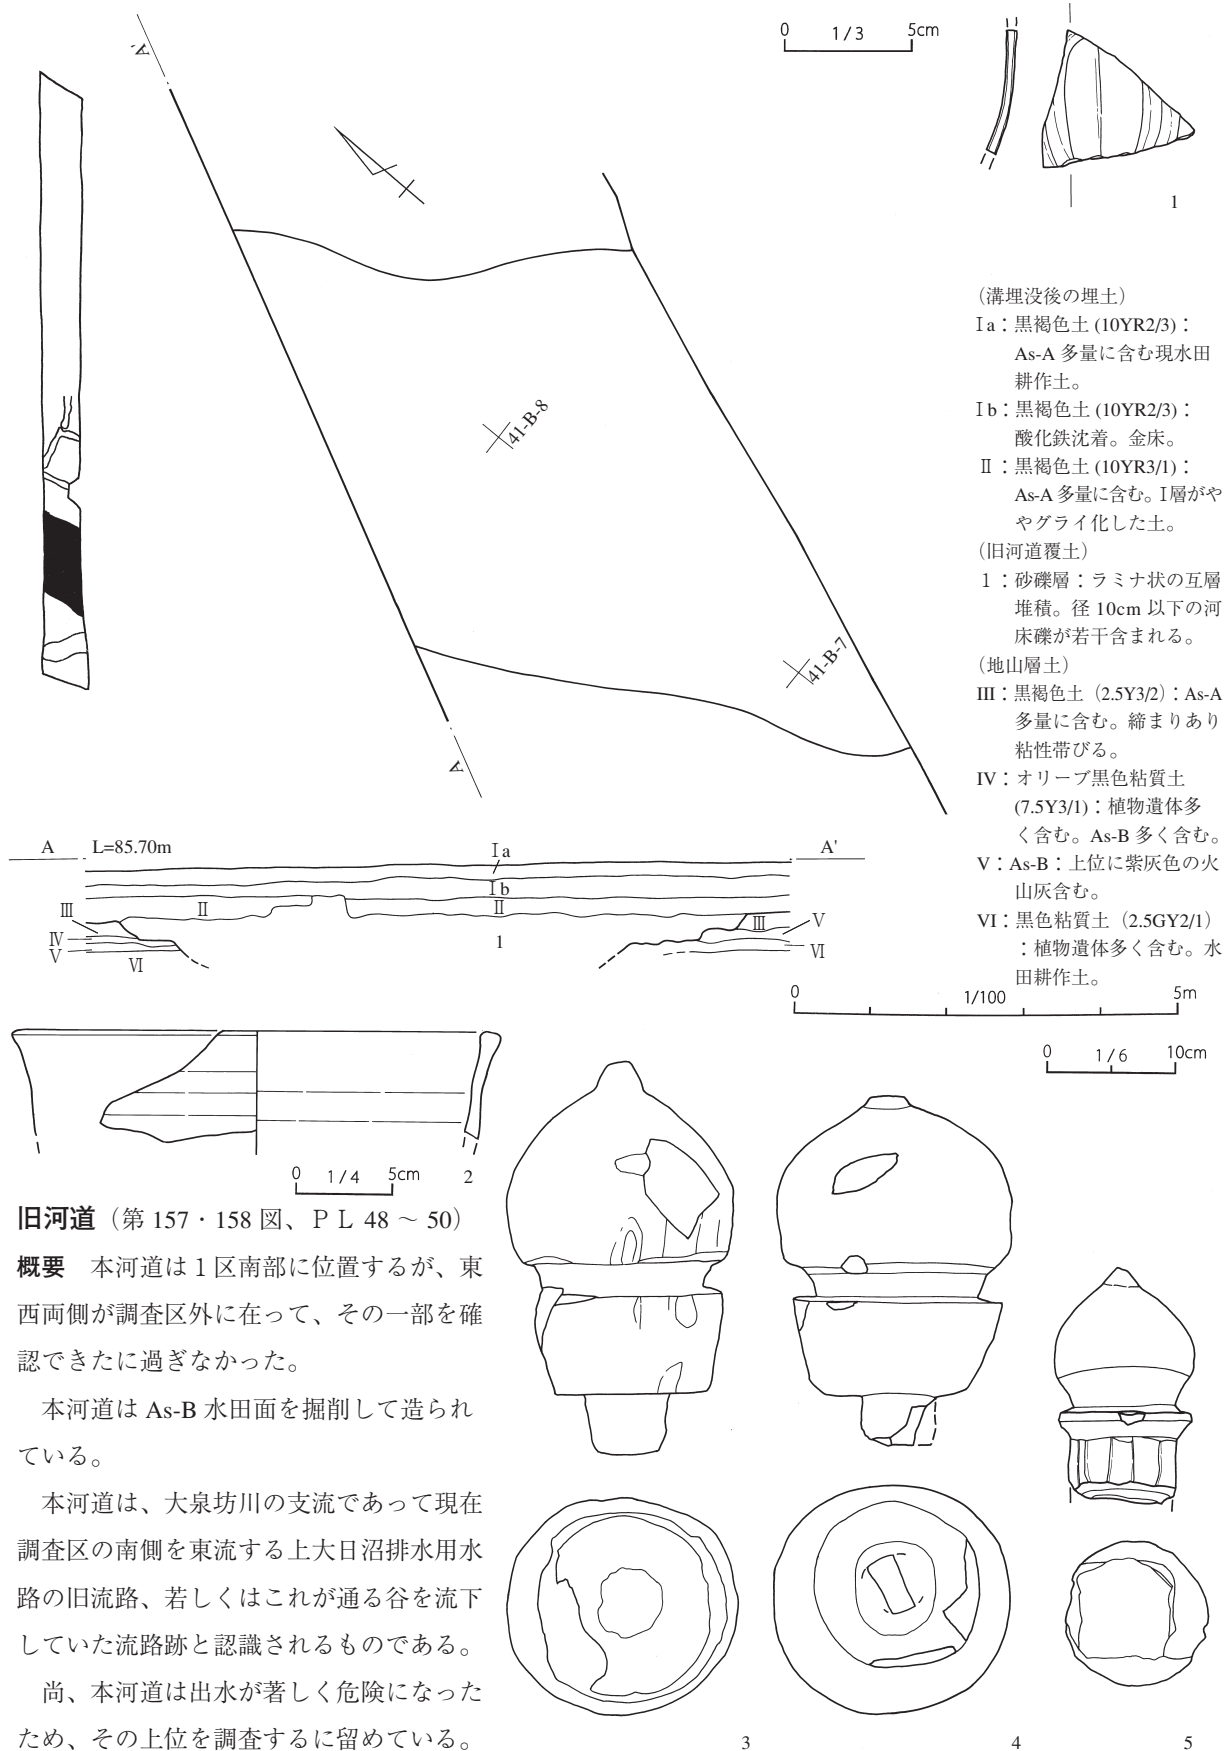 A'
0 1/3 5cm
1
41-B-8
41-B-7
A
(溝埋没後の埋土)
Ⅰa：黒褐色土 (10YR2/3)：
As-A 多量に含む現水田
耕作土。
Ⅰb：黒褐色土 (10YR2/3)：
酸化鉄沈着。金床。
Ⅱ：黒褐色土 (10YR3/1)：
As-A 多量に含む。Ⅰ層がや
やグライ化した土。
（旧河道覆土）
1：砂礫層：ラミナ状の互層
堆積。径 10cm 以下の河
床礫が若干含まれる。
（地山層土）
Ⅲ：黒褐色土（2.5Y3/2）：As-A
多量に含む。締まりあり
粘性帯びる。
Ⅳ：オリーブ黒色粘質土
(7.5Y3/1)：植物遺体多
く含む。As-B 多く含む。
Ⅴ：As-B：上位に紫灰色の火
山灰含む。
Ⅵ：黒色粘質土（2.5GY2/1）
：植物遺体多く含む。水
田耕作土。
A L=85.70m Ⅰa A'
Ⅰb
Ⅲ Ⅱ Ⅱ Ⅲ Ⅴ
Ⅳ 1
Ⅴ Ⅵ Ⅵ
0 1/100 5m
0 1/6 10cm
0 1/4 5cm 2
旧河道（第 157・158 図、ＰＬ 48 ～ 50）
概要　本河道は１区南部に位置するが、東
西両側が調査区外に在って、その一部を確
認できたに過ぎなかった。
　本河道は As-B 水田面を掘削して造られ
ている。
　本河道は、大泉坊川の支流であって現在
調査区の南側を東流する上大日沼排水用水
路の旧流路、若しくはこれが通る谷を流下
していた流路跡と認識されるものである。
　尚、本河道は出水が著しく危険になった
ため、その上位を調査するに留めている。
3 4 5